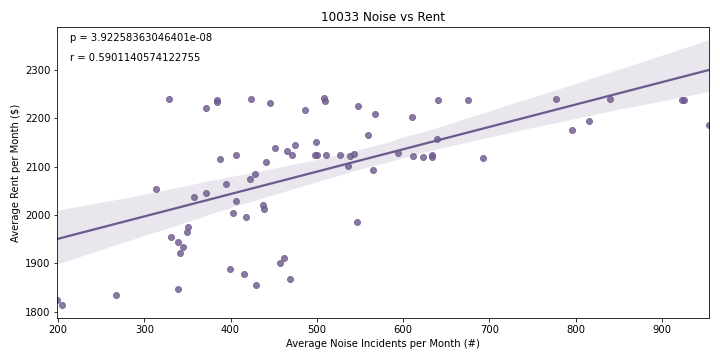 10033 Noise vs Rent
p = 3.92258363046401e-08
r = 0.5901140574122755
Average Rent per Month ($)
2300
2200
2100
2000
1900
1800
200 300 400 500 600 700 800 900
Average Noise Incidents per Month (#)